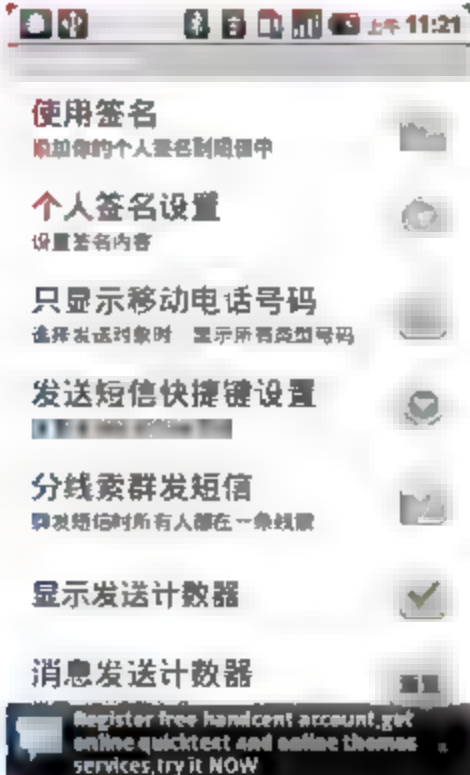 上午 11:21
使用签名
添加你的个人签名到短信中
个人签名设置
设置签名内容
只显示移动电话号码
选择发送对象时 显示所有类型号码
发送短信快捷键设置
分线索群发短信
群发短信时所有人都在一条线索
显示发送计数器
消息发送计数器
重置
Register free handcent account,get
online quicktext and online themes
services,try it NOW